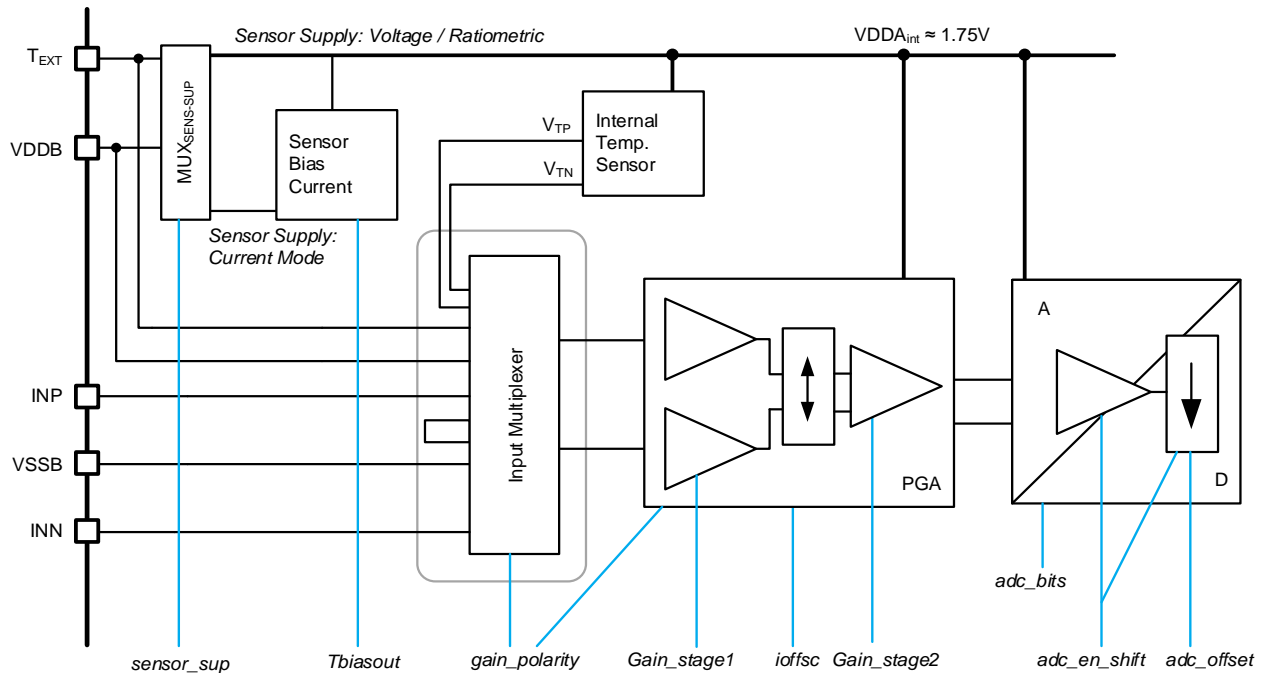 Sensor Supply: Voltage / Ratiometric
VDDAint ≈ 1.75V
TEXT
VDDB
MUXSENS-SUP
Sensor
Bias
Current
VTP
VTN
Internal
Temp.
Sensor
Sensor Supply:
Current Mode
Input Multiplexer
INP
VSSB
INN
PGA
A
D
adc_bits
sensor_sup
Tbiasout
gain_polarity
Gain_stage1
ioffsc
Gain_stage2
adc_en_shift
adc_offset